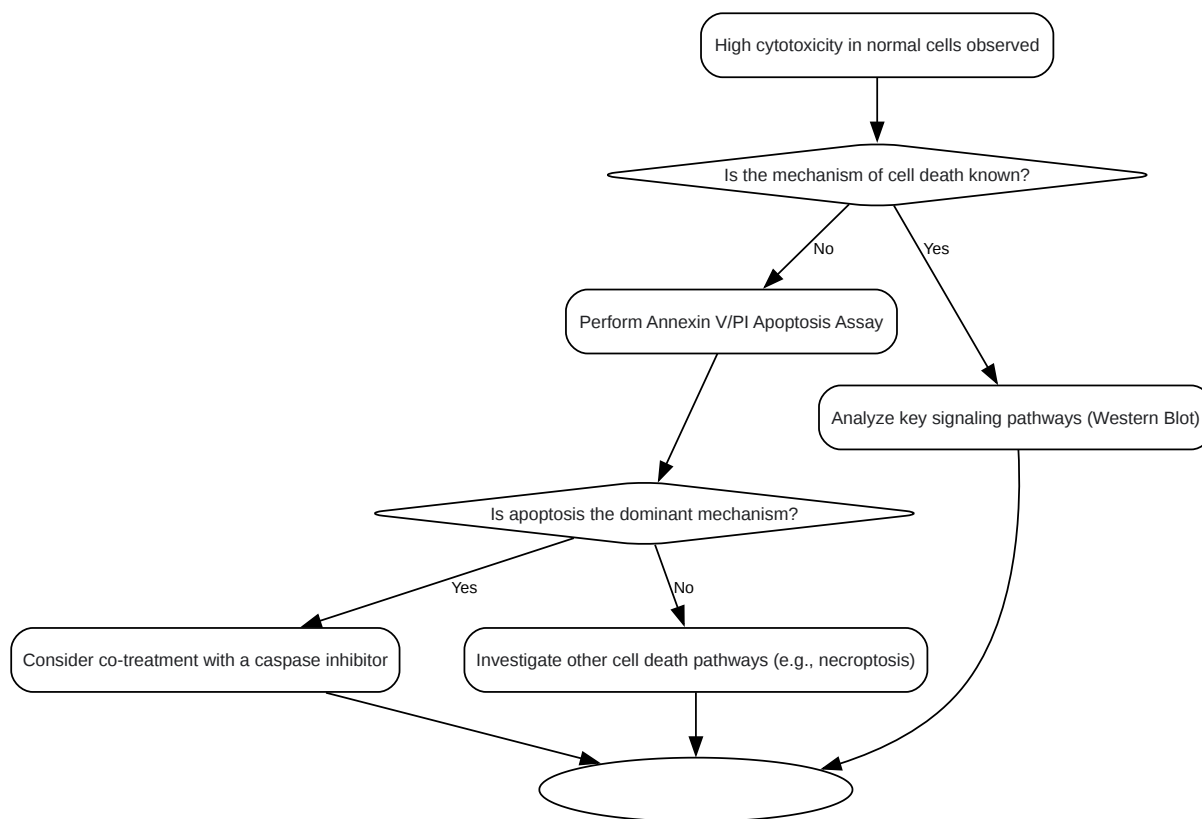 High cytotoxicity in normal cells observed
Is the mechanism of cell death known?
No
Yes
Perform Annexin V/PI Apoptosis Assay
Analyze key signaling pathways (Western Blot)
Is apoptosis the dominant mechanism?
Yes
No
Consider co-treatment with a caspase inhibitor
Investigate other cell death pathways (e.g., necroptosis)